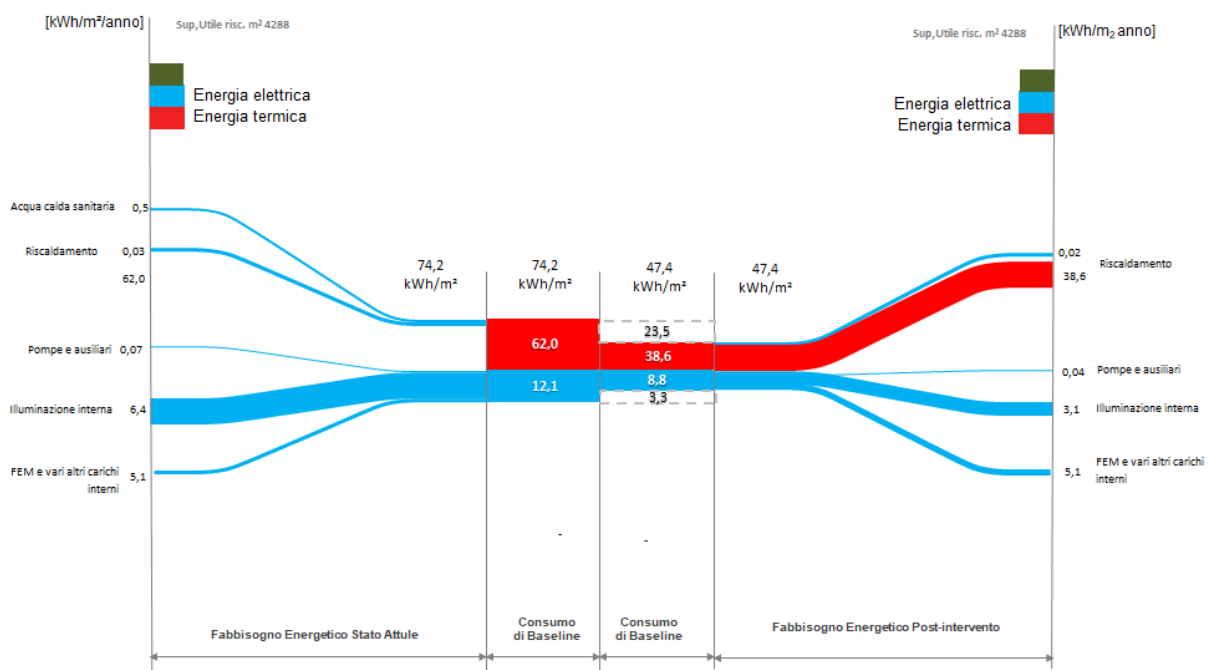 [kWh/m²/anno]
Sup,Utile risc. m² 4288
Sup,Utile risc. m² 4288
[kWh/m₂ anno]
Energia elettrica
Energia termica
Energia elettrica
Energia termica
Acqua calda sanitaria 0,5
Riscaldamento 0,03
62,0
Pompe e ausiliari 0,07
Illuminazione interna 6,4
FEM e vari altri carichi
interni
5,1
74,2
kWh/m²
74,2
kWh/m²
47,4
kWh/m²
47,4
kWh/m²
62,0
12,1
23,5
38,6
8,8
3,3
-
-
0,02
Riscaldamento
38,6
0,04 Pompe e ausiliari
3,1 Illuminazione interna
5,1
FEM e vari altri carichi
interni
Fabbisogno Energetico Stato Attule
Consumo
di Baseline
Consumo
di Baseline
Fabbisogno Energetico Post-intervento